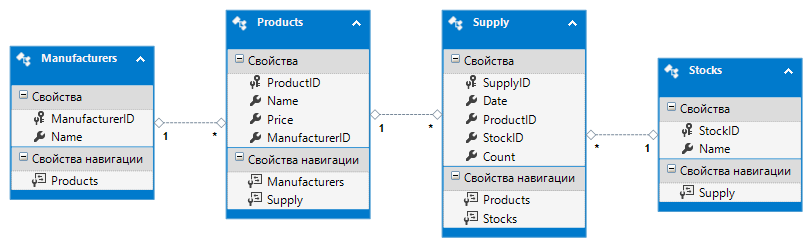 Manufacturers
Свойства
ManufacturerID
Name
Свойства навигации
Products
1
*
Products
Свойства
ProductID
Name
Price
ManufacturerID
Свойства навигации
Manufacturers
Supply
1
*
Supply
Свойства
SupplyID
Date
ProductID
StockID
Count
Свойства навигации
Products
Stocks
*
1
Stocks
Свойства
StockID
Name
Свойства навигации
Supply